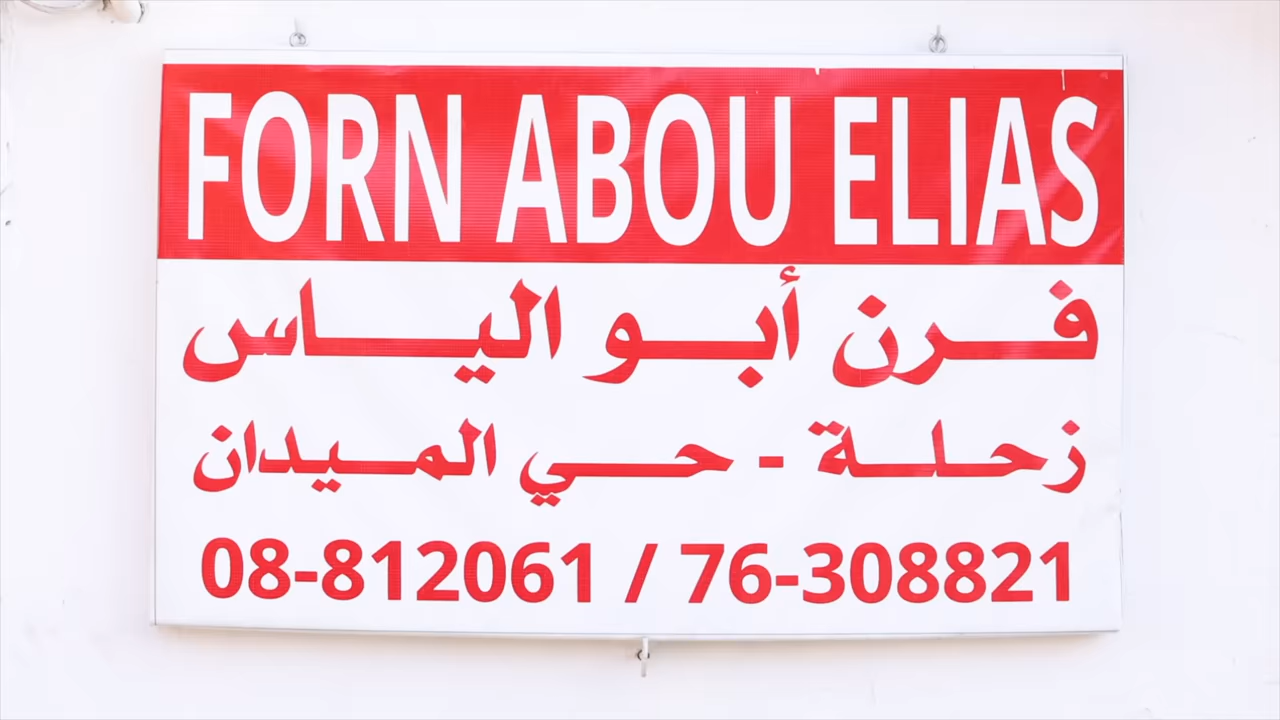 FORN ABOU ELIAS
فرن أبو الياس
زحلة - حي الميدان
08-812061 / 76-308821